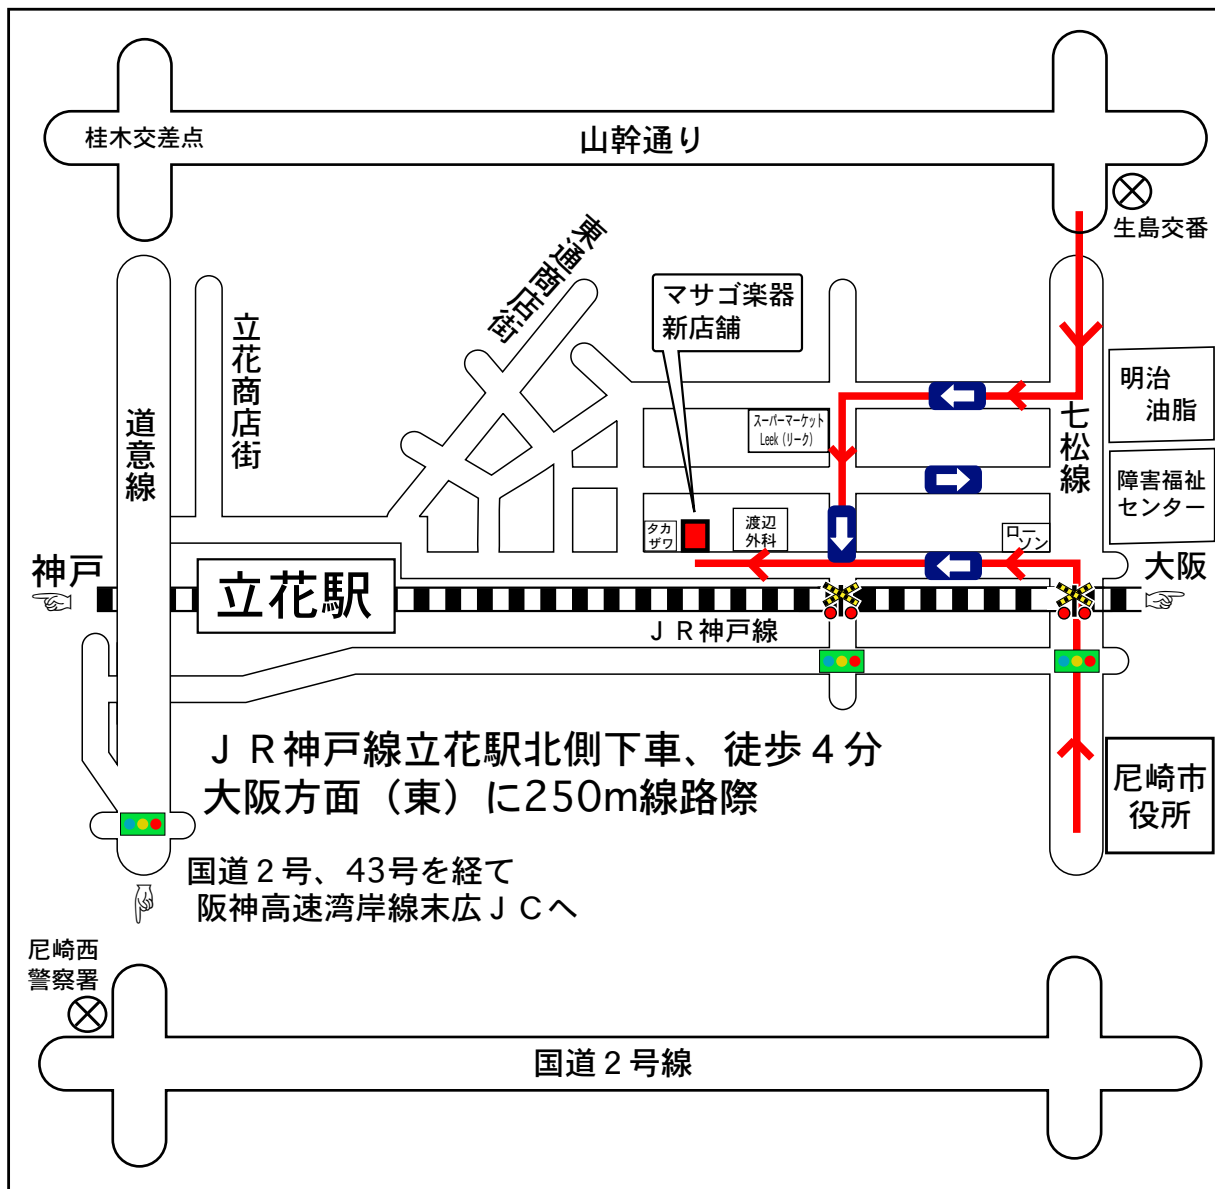 桂木交差点
山幹通り
生島交番
東通商店街
マサゴ楽器
新店舗
立花商店街
道意線
スーパーマーケット
Leek (リーク)
七松線
明治
油脂
障害福祉
センター
タカ
ザワ
渡辺
外科
ロー
ソン
神戸
立花駅
大阪
ＪＲ神戸線
ＪＲ神戸線立花駅北側下車、徒歩４分
大阪方面（東）に250m線路際
尼崎市
役所
国道２号、43号を経て
阪神高速湾岸線末広ＪＣへ
尼崎西
警察署
国道２号線